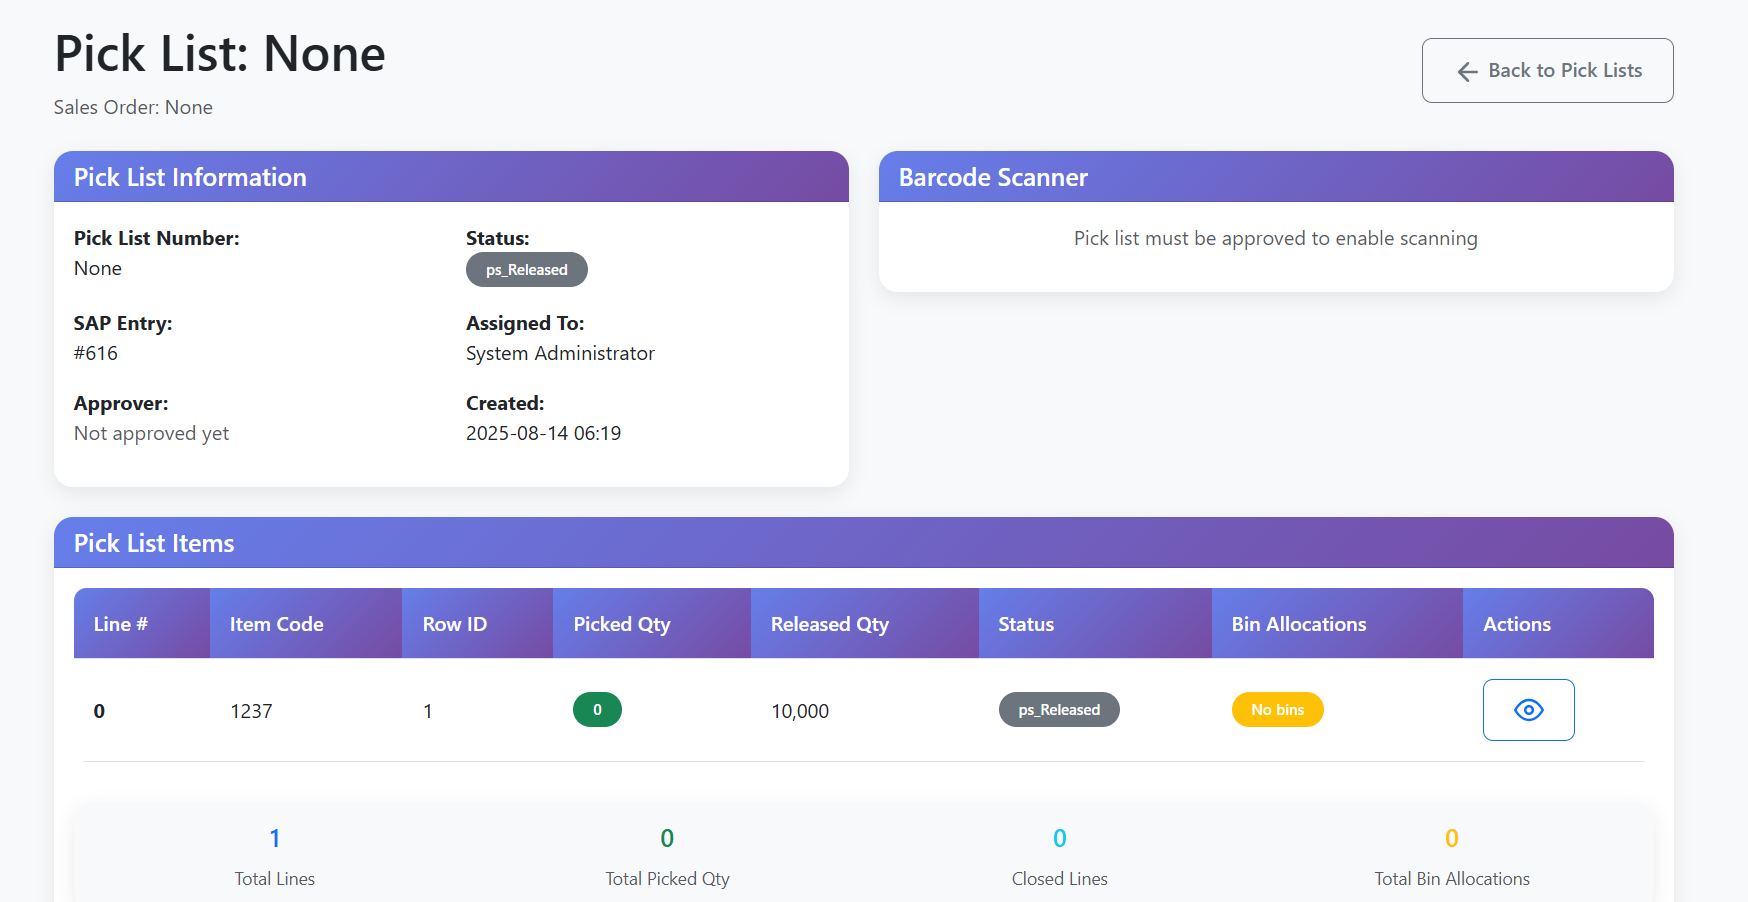 Pick List: None
Back to Pick Lists
Sales Order: None
Pick List Information
Barcode Scanner
Pick List Number:
None
Status:
ps_Released
Pick list must be approved to enable scanning
SAP Entry:
#616
Assigned To:
System Administrator
Approver:
Not approved yet
Created:
2025-08-14 06:19
Pick List Items
Line # Item Code Row ID Picked Qty Released Qty Status Bin Allocations Actions
0 1237 1 0 10,000 ps_Released No bins
1 0 0 0
Total Lines Total Picked Qty Closed Lines Total Bin Allocations